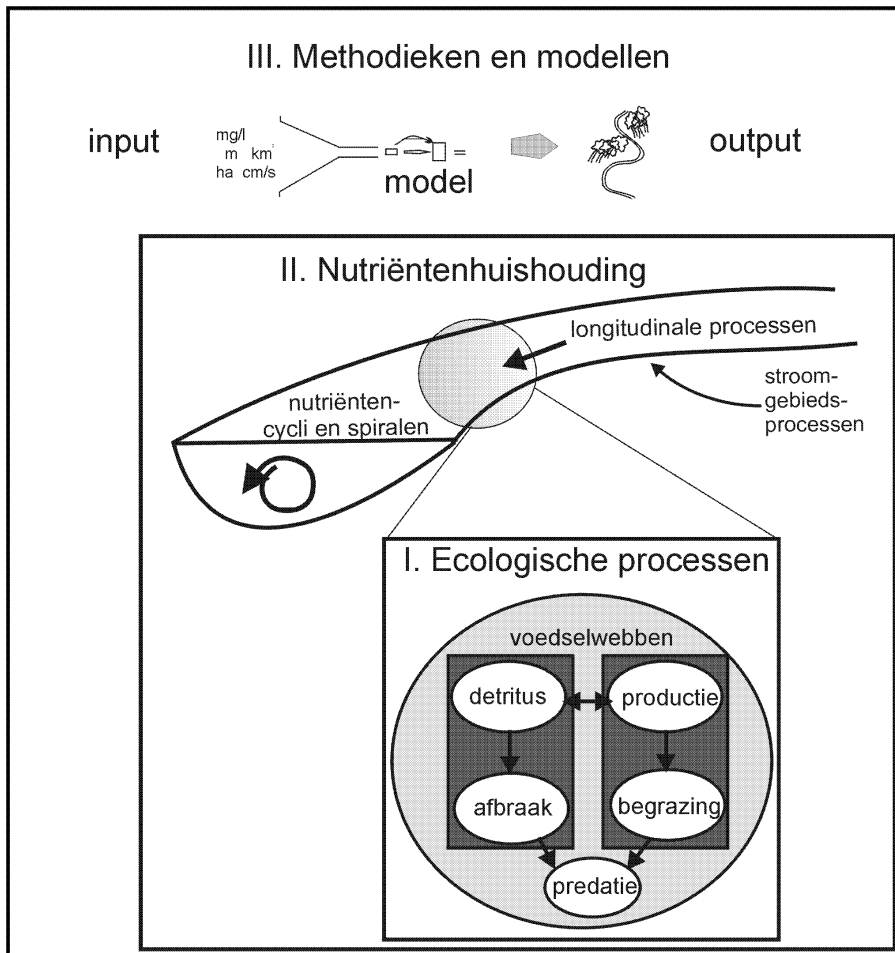 III. Methodieken en modellen
input
mg/l
m km²
ha cm/s
model
output
II. Nutriëntenhuishouding
longitudinale processen
stroom-
gebieds-
processen
nutriënten-
cycli en spiralen
I. Ecologische processen
voedselwebben
detritus
productie
afbraak
begrazing
predatie